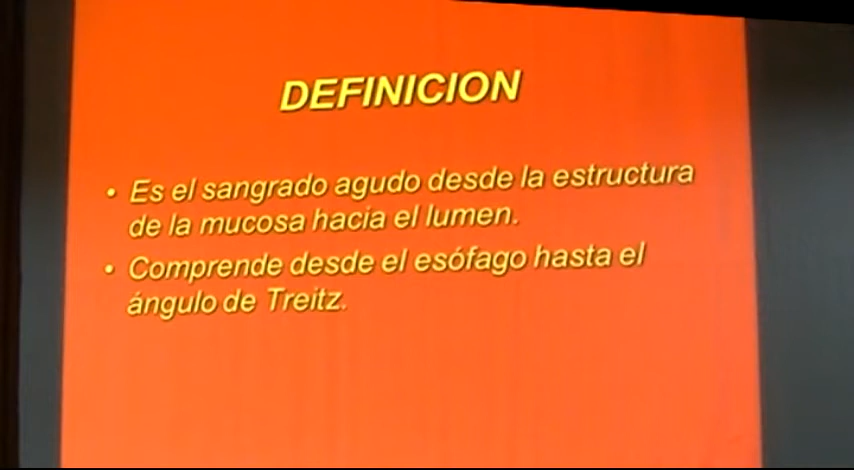 DEFINICION
• Es el sangrado agudo desde la estructura
de la mucosa hacia el lumen.
• Comprende desde el esófago hasta el
ángulo de Treitz.